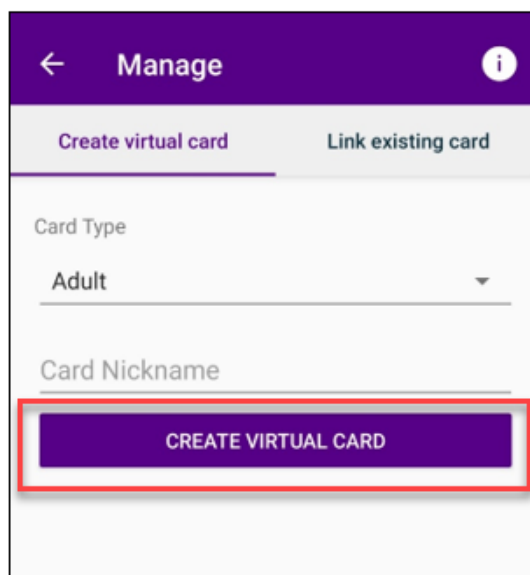 Manage
Create virtual card Link existing card
Card Type
Adult
Card Nickname
CREATE VIRTUAL CARD